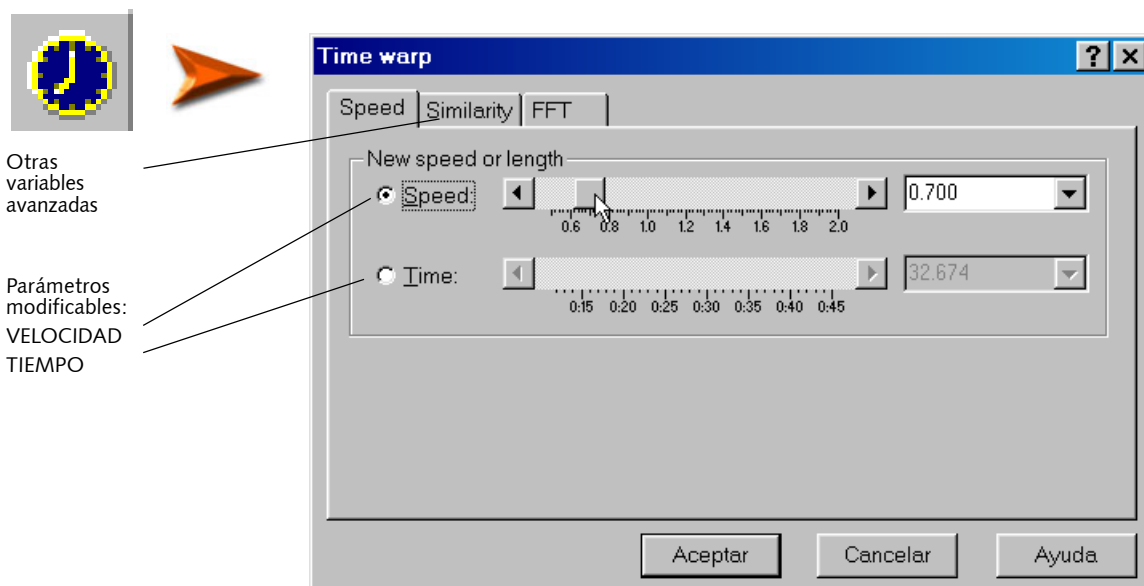 Time warp
Speed Similarity FFT
Otras
variables
avanzadas
New speed or length
Speed: 0.700
0.6 0.8 1.0 1.2 1.4 1.6 1.8 2.0
Time: 32.674
0:15 0:20 0:25 0:30 0:35 0:40 0:45
Parámetros
modificables:
VELOCIDAD
TIEMPO
Aceptar Cancelar Ayuda